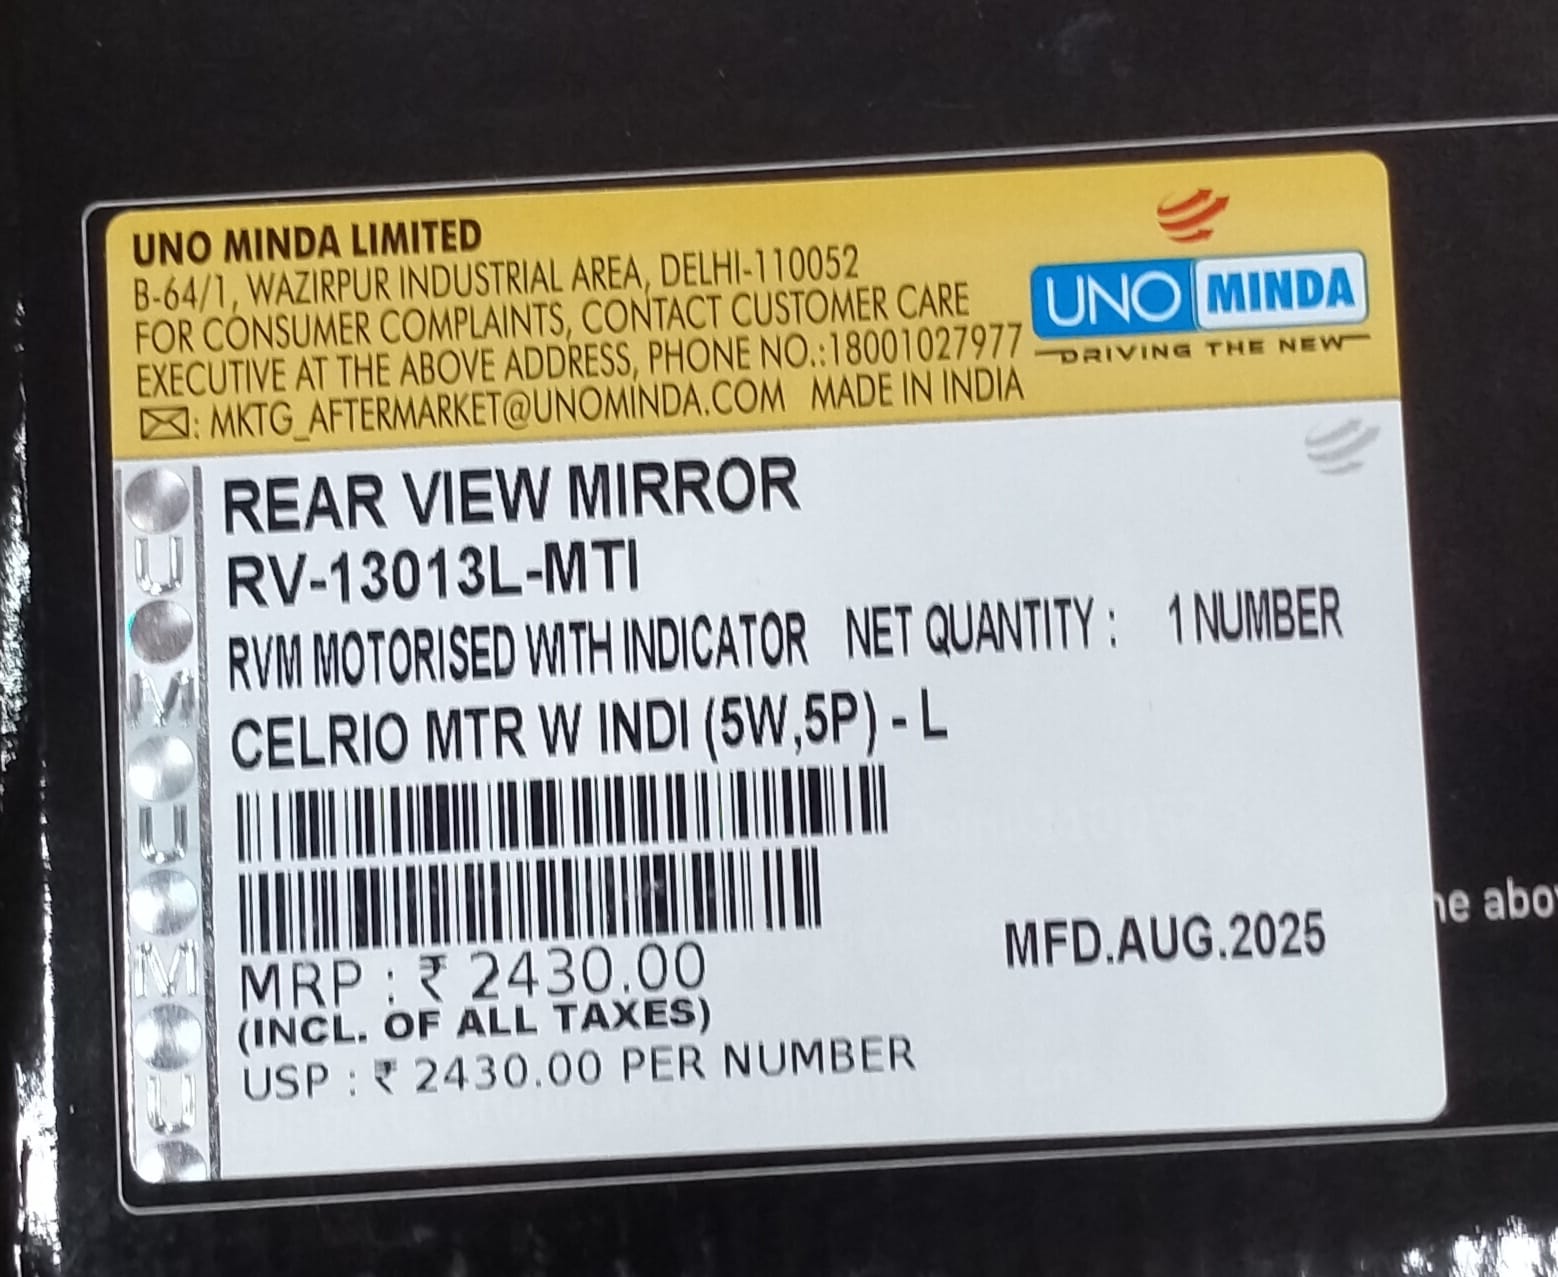 UNO MINDA LIMITED
B-64/1, WAZIRPUR INDUSTRIAL AREA, DELHI-110052
FOR CONSUMER COMPLAINTS, CONTACT CUSTOMER CARE
EXECUTIVE AT THE ABOVE ADDRESS, PHONE NO.:18001027977
: MKTG_AFTERMARKET@UNOMINDA.COM MADE IN INDIA
UNO MINDA
DRIVING THE NEW
REAR VIEW MIRROR
RV-13013L-MTI
RVM MOTORISED WITH INDICATOR NET QUANTITY : 1 NUMBER
CELRIO MTR W INDI (5W,5P) - L
MRP : ₹ 2430.00
(INCL. OF ALL TAXES)
USP : ₹ 2430.00 PER NUMBER
MFD.AUG.2025
U
M
U
M
U